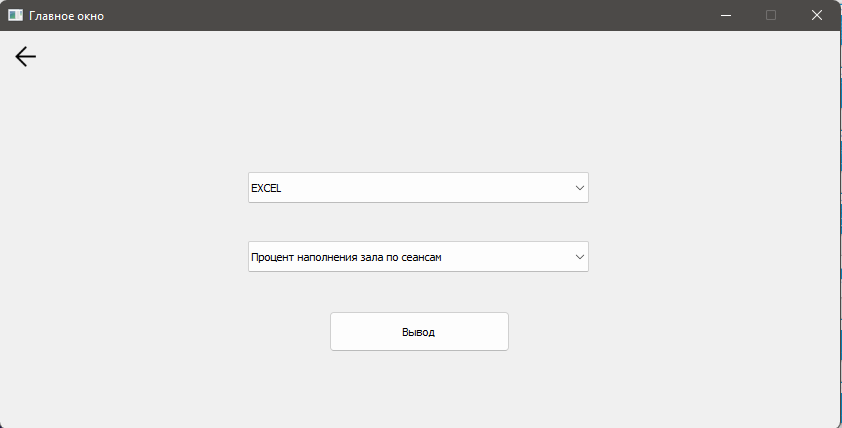 Главное окно
EXCEL
Процент наполнения зала по сеансам
Вывод